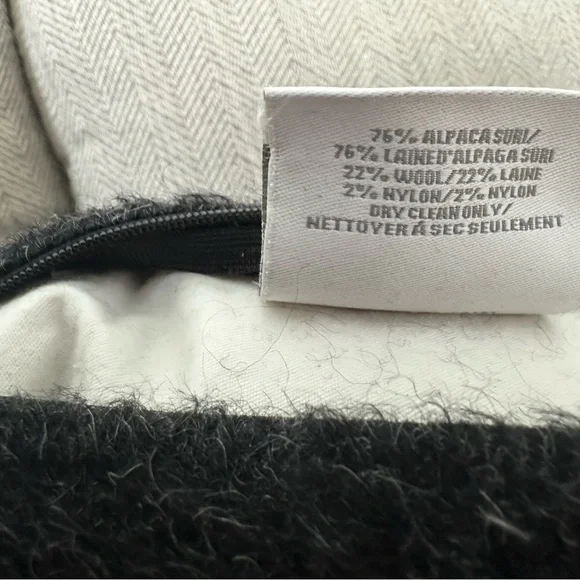 76% ALPACA SURI/
76% LAINE D'ALPAGA SURI
22% WOOL/22% LAINE
2% NYLON/2% NYLON
DRY CLEAN ONLY/
NETTOYER Á SEC SEULEMENT